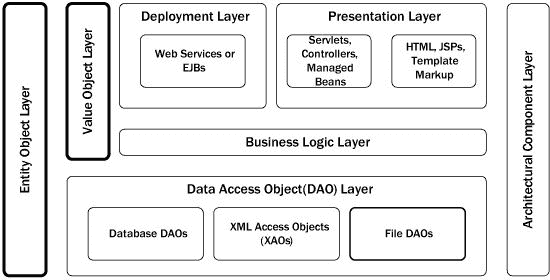 Entity Object Layer
Value Object Layer
Deployment Layer
Web Services or
EJBs
Presentation Layer
Servlets,
Controllers,
Managed
Beans
HTML, JSPs,
Template
Markup
Business Logic Layer
Data Access Object(DAO) Layer
Database DAOs
XML Access Objects
(XAOs)
File DAOs
Architectural Component Layer